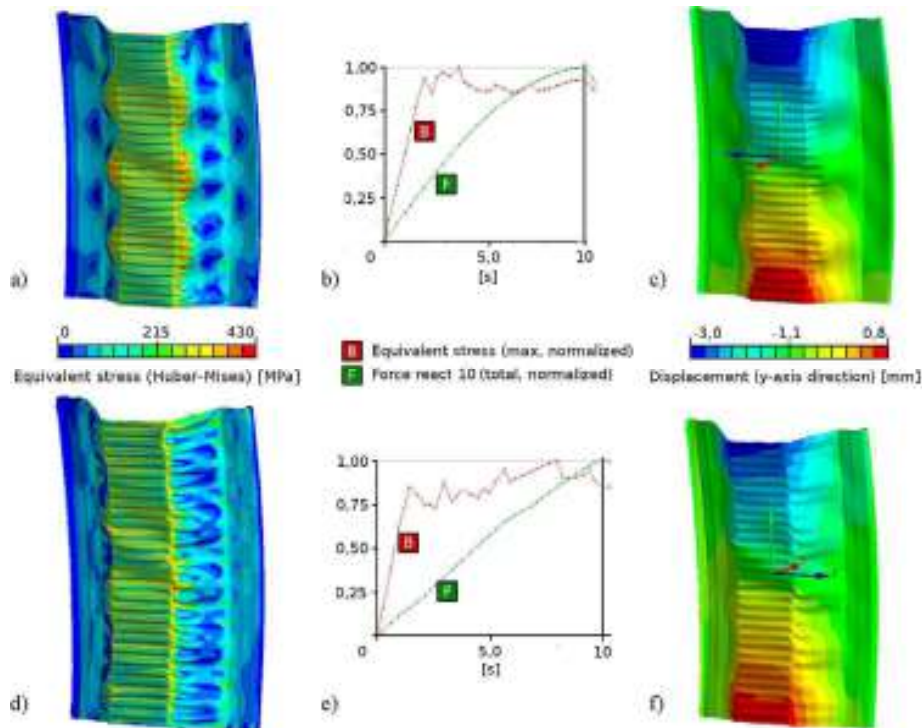 1.00
0,75
0,50
0,25
B
F
0
5,0
10
[s]
a)
b)
c)
0
215
430
Equivalent stress (Huber-Mises) [MPa]
B Equivalent stress (max, normalized)
F Force react 10 (total, normalized)
-3,0
-1,1
0,8
Displacement (y-axis direction) [mm]
1.00
0,75
0,50
0,25
B
F
0
5,0
10
[s]
d)
e)
f)